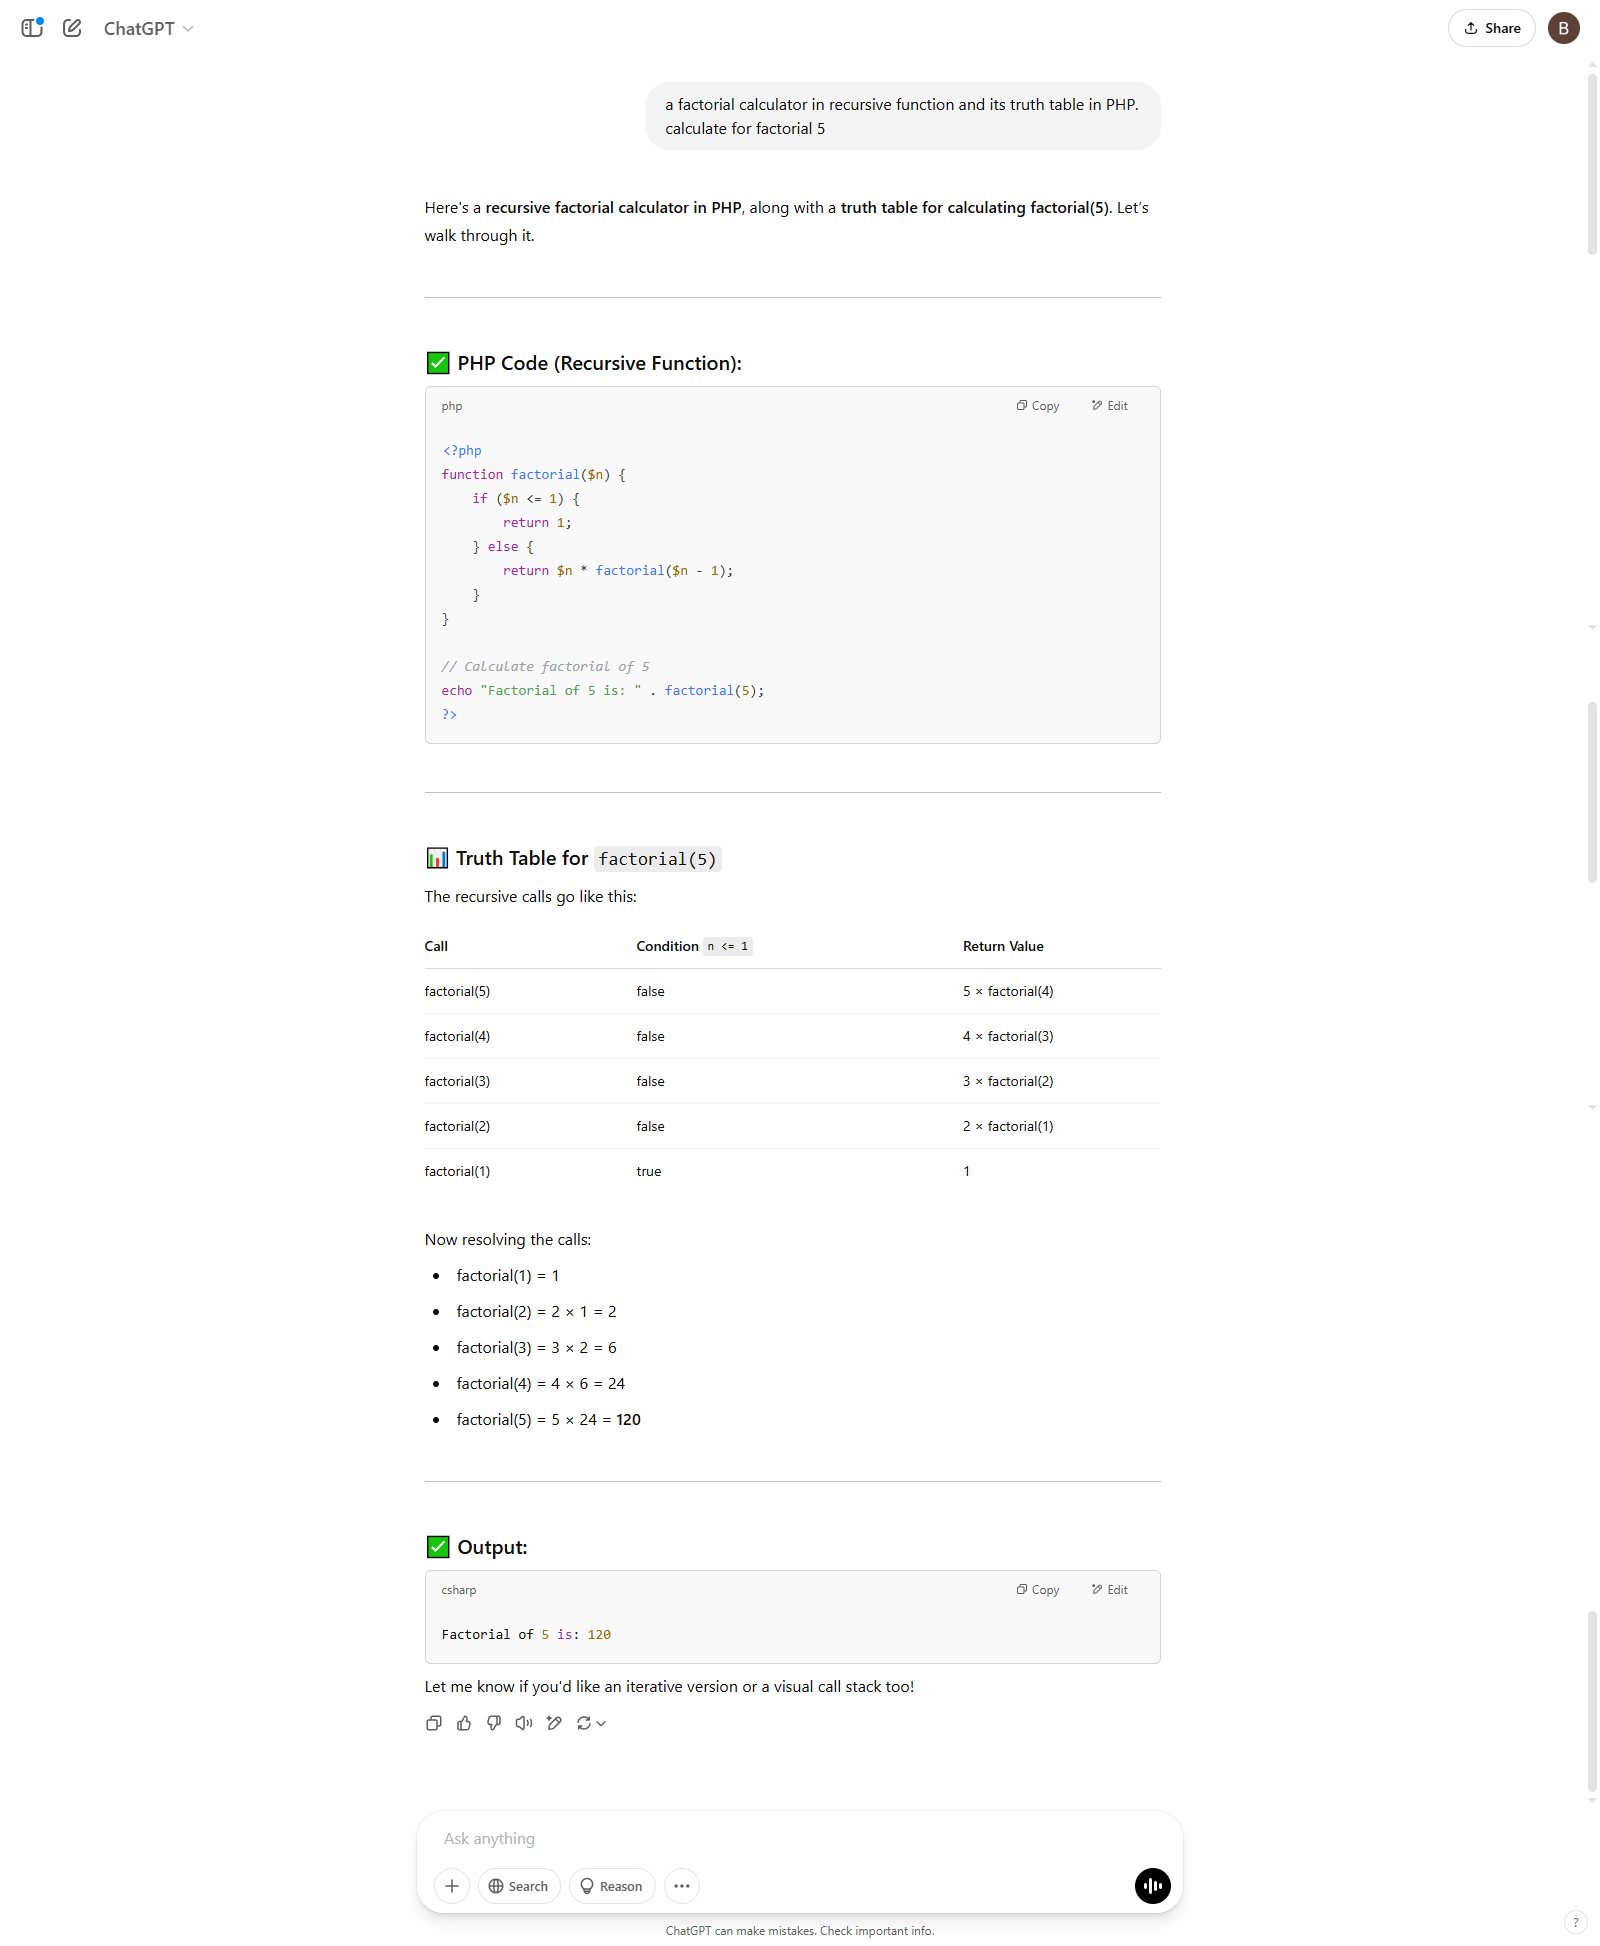 ChatGPT
Share
B
a factorial calculator in recursive function and its truth table in PHP.
calculate for factorial 5
Here's a recursive factorial calculator in PHP, along with a truth table for calculating factorial(5). Let's
walk through it.
✅ PHP Code (Recursive Function):
php Copy Edit
<?php
function factorial($n) {
    if ($n <= 1) {
        return 1;
    } else {
        return $n * factorial($n - 1);
    }
}
// Calculate factorial of 5
echo "Factorial of 5 is: " . factorial(5);
?>
📊 Truth Table for factorial(5)
The recursive calls go like this:
Call Condition n <= 1 Return Value
factorial(5) false 5 × factorial(4)
factorial(4) false 4 × factorial(3)
factorial(3) false 3 × factorial(2)
factorial(2) false 2 × factorial(1)
factorial(1) true 1
Now resolving the calls:
• factorial(1) = 1
• factorial(2) = 2 × 1 = 2
• factorial(3) = 3 × 2 = 6
• factorial(4) = 4 × 6 = 24
• factorial(5) = 5 × 24 = 120
✅ Output:
csharp Copy Edit
Factorial of 5 is: 120
Let me know if you'd like an iterative version or a visual call stack too!
Ask anything
Search Reason
ChatGPT can make mistakes. Check important info.
?